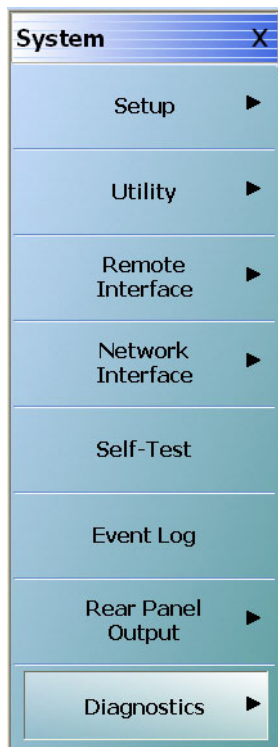 System X
Setup
Utility
Remote
Interface
Network
Interface
Self-Test
Event Log
Rear Panel
Output
Diagnostics